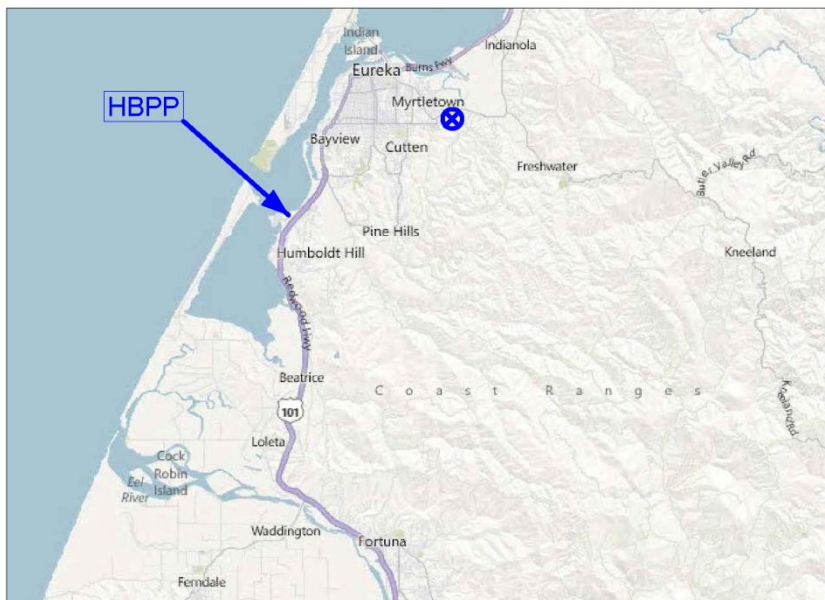 Indian
Island
Indianola
Eureka
Burns Fwy
HBPP
Myrtletown
Bayview
Cutten
Freshwater
Butler Valley Rd
Pine Hills
Humboldt Hill
Kneeland
Redwood Hwy
Beatrice
Coast Ranges
Kneeland Rd.
101
Loleta
Cock
Robin
Island
Eel
River
Waddington
Fortuna
Ferndale